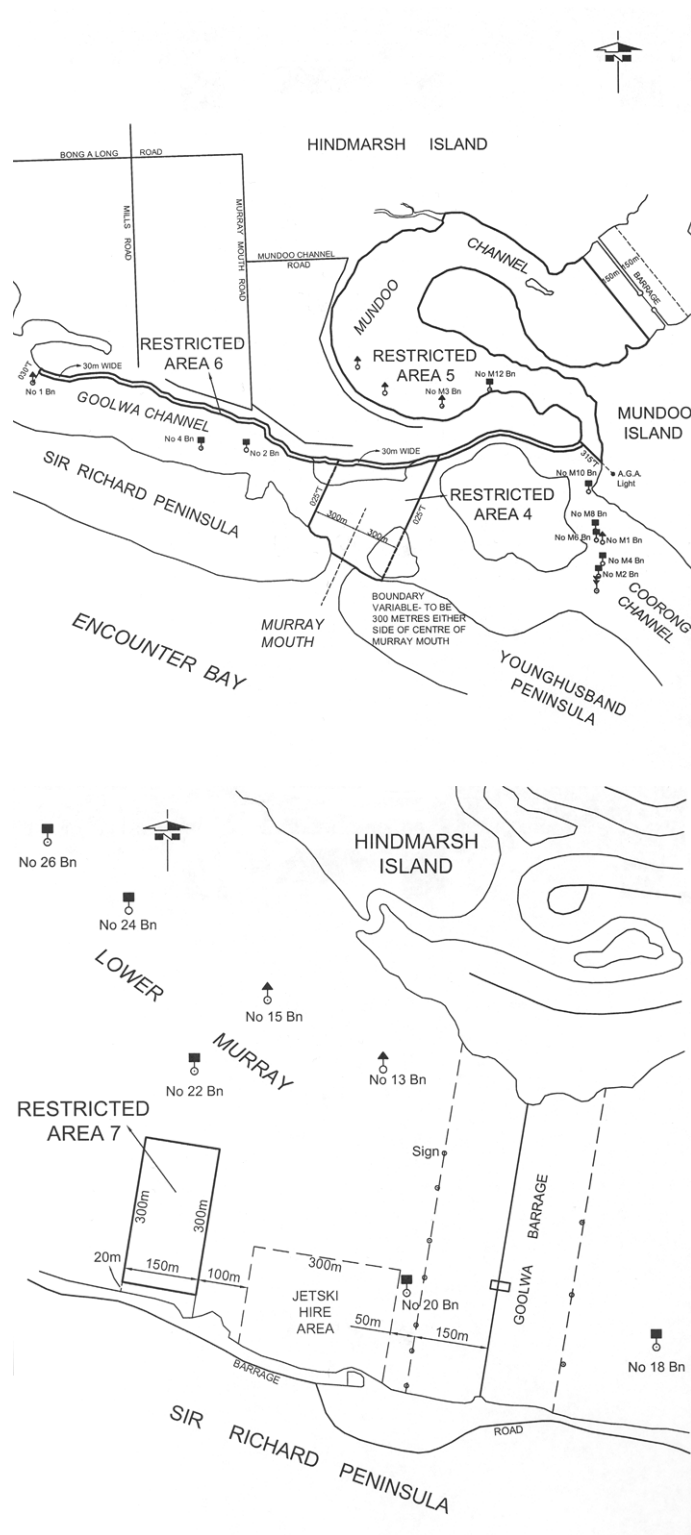 N
HINDMARSH ISLAND
BONG A LONG ROAD
MILLS ROAD
MURRAY MOUTH ROAD
MUNDOO CHANNEL
ROAD
MUNDOO
CHANNEL
150m
150m
BARRAGE
RESTRICTED
AREA 6
RESTRICTED
AREA 5
030°T
30m WIDE
No 1 Bn
GOOLWA CHANNEL
No M12 Bn
No M3 Bn
MUNDOO
ISLAND
No 4 Bn
No 2 Bn
30m WIDE
315°T
A.G.A.
Light
No M10 Bn
SIR RICHARD PENINSULA
025°T
025°T
300m
300m
RESTRICTED
AREA 4
No M8 Bn
No M6 Bn
No M1 Bn
No M4 Bn
No M2 Bn
COORONG
CHANNEL
BOUNDARY
VARIABLE- TO BE
300 METRES EITHER
SIDE OF CENTRE OF
MURRAY MOUTH
MURRAY
MOUTH
ENCOUNTER BAY
YOUNGHUSBAND
PENINSULA
N
No 26 Bn
HINDMARSH
ISLAND
No 24 Bn
LOWER
MURRAY
No 15 Bn
No 22 Bn
No 13 Bn
RESTRICTED
AREA 7
Sign
300m
300m
20m
150m
100m
300m
JETSKI
HIRE
AREA
50m
No 20 Bn
150m
GOOLWA BARRAGE
No 18 Bn
BARRAGE
ROAD
SIR RICHARD PENINSULA